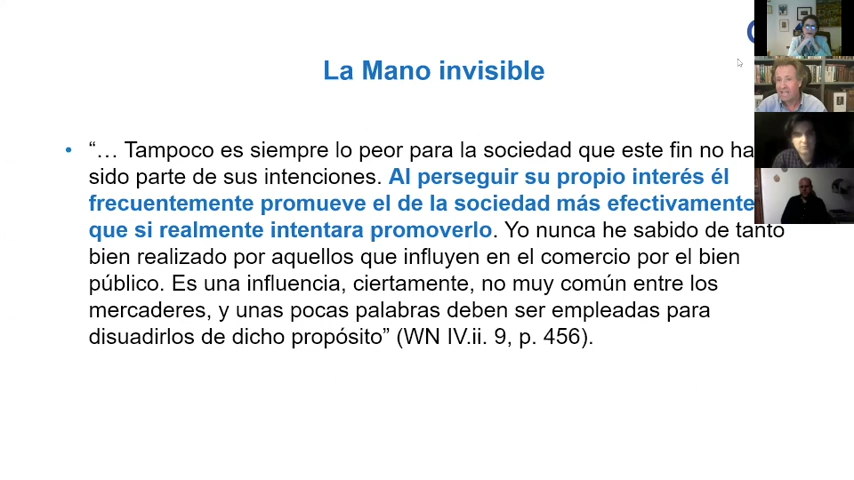 La Mano invisible
• “… Tampoco es siempre lo peor para la sociedad que este fin no ha
sido parte de sus intenciones. Al perseguir su propio interés él
frecuentemente promueve el de la sociedad más efectivamente
que si realmente intentara promoverlo. Yo nunca he sabido de tanto
bien realizado por aquellos que influyen en el comercio por el bien
público. Es una influencia, ciertamente, no muy común entre los
mercaderes, y unas pocas palabras deben ser empleadas para
disuadirlos de dicho propósito” (WN IV.ii. 9, p. 456).